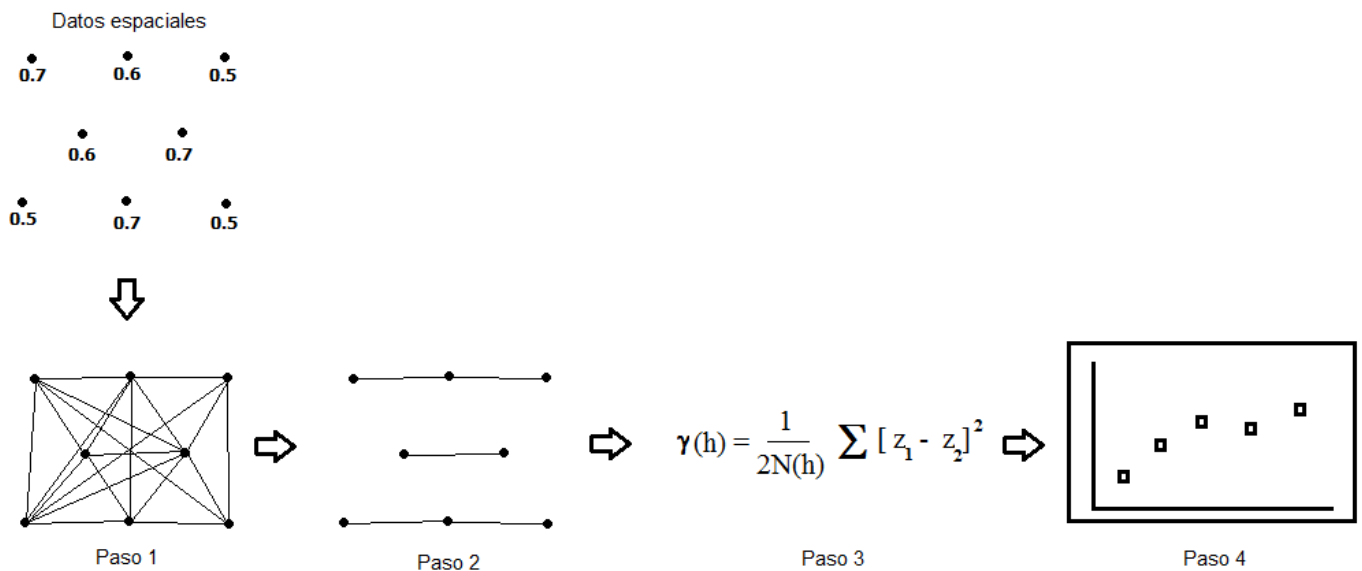 Datos espaciales
0.7 0.6 0.5
0.6 0.7
0.5 0.7 0.5
γ(h) = 1/2N(h) ∑ [ z₁ - z₂]²
Paso 1 Paso 2 Paso 3 Paso 4